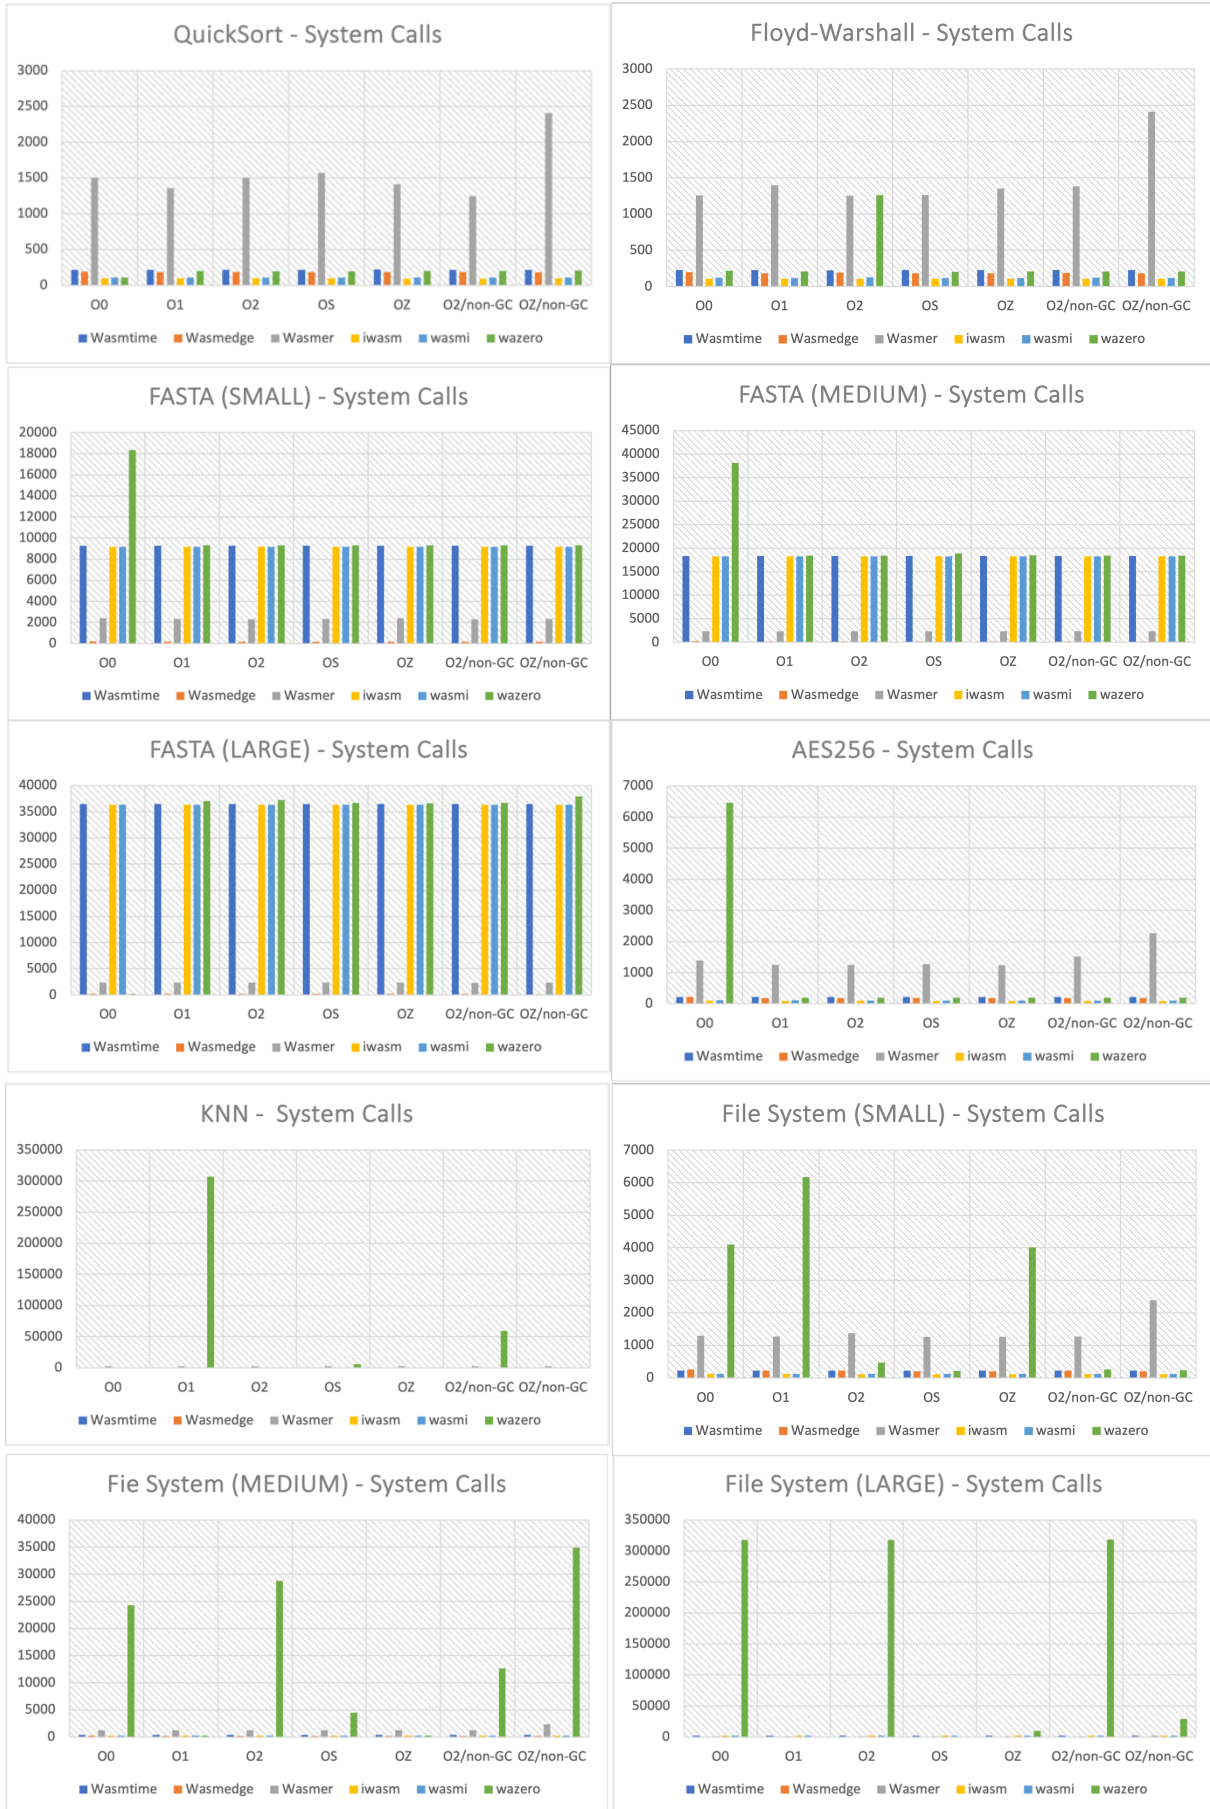 QuickSort - System Calls
3000
2500
2000
1500
1000
500
0
O0 O1 O2 OS OZ O2/non-GC OZ/non-GC
Wasmtime Wasmedge Wasmer iwasm wasmi wazero
Floyd-Warshall - System Calls
3000
2500
2000
1500
1000
500
0
O0 O1 O2 OS OZ O2/non-GC OZ/non-GC
Wasmtime Wasmedge Wasmer iwasm wasmi wazero
FASTA (SMALL) - System Calls
20000
18000
16000
14000
12000
10000
8000
6000
4000
2000
0
O0 O1 O2 OS OZ O2/non-GC OZ/non-GC
Wasmtime Wasmedge Wasmer iwasm wasmi wazero
FASTA (MEDIUM) - System Calls
45000
40000
35000
30000
25000
20000
15000
10000
5000
0
O0 O1 O2 OS OZ O2/non-GC OZ/non-GC
Wasmtime Wasmedge Wasmer iwasm wasmi wazero
FASTA (LARGE) - System Calls
40000
35000
30000
25000
20000
15000
10000
5000
0
O0 O1 O2 OS OZ O2/non-GC OZ/non-GC
Wasmtime Wasmedge Wasmer iwasm wasmi wazero
AES256 - System Calls
7000
6000
5000
4000
3000
2000
1000
0
O0 O1 O2 OS OZ O2/non-GC OZ/non-GC
Wasmtime Wasmedge Wasmer iwasm wasmi wazero
KNN - System Calls
350000
300000
250000
200000
150000
100000
50000
0
O0 O1 O2 OS OZ O2/non-GC OZ/non-GC
Wasmtime Wasmedge Wasmer iwasm wasmi wazero
File System (SMALL) - System Calls
7000
6000
5000
4000
3000
2000
1000
0
O0 O1 O2 OS OZ O2/non-GC OZ/non-GC
Wasmtime Wasmedge Wasmer iwasm wasmi wazero
Fie System (MEDIUM) - System Calls
40000
35000
30000
25000
20000
15000
10000
5000
0
O0 O1 O2 OS OZ O2/non-GC OZ/non-GC
Wasmtime Wasmedge Wasmer iwasm wasmi wazero
File System (LARGE) - System Calls
350000
300000
250000
200000
150000
100000
50000
0
O0 O1 O2 OS OZ O2/non-GC OZ/non-GC
Wasmtime Wasmedge Wasmer iwasm wasmi wazero